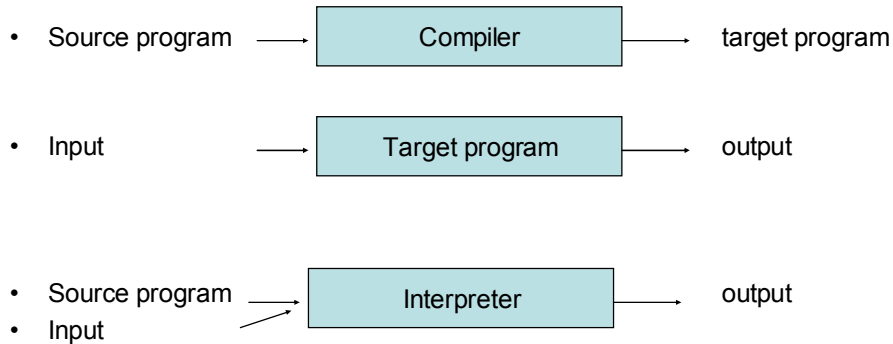 • Source program Compiler target program
• Input Target program output
• Source program Interpreter output
• Input